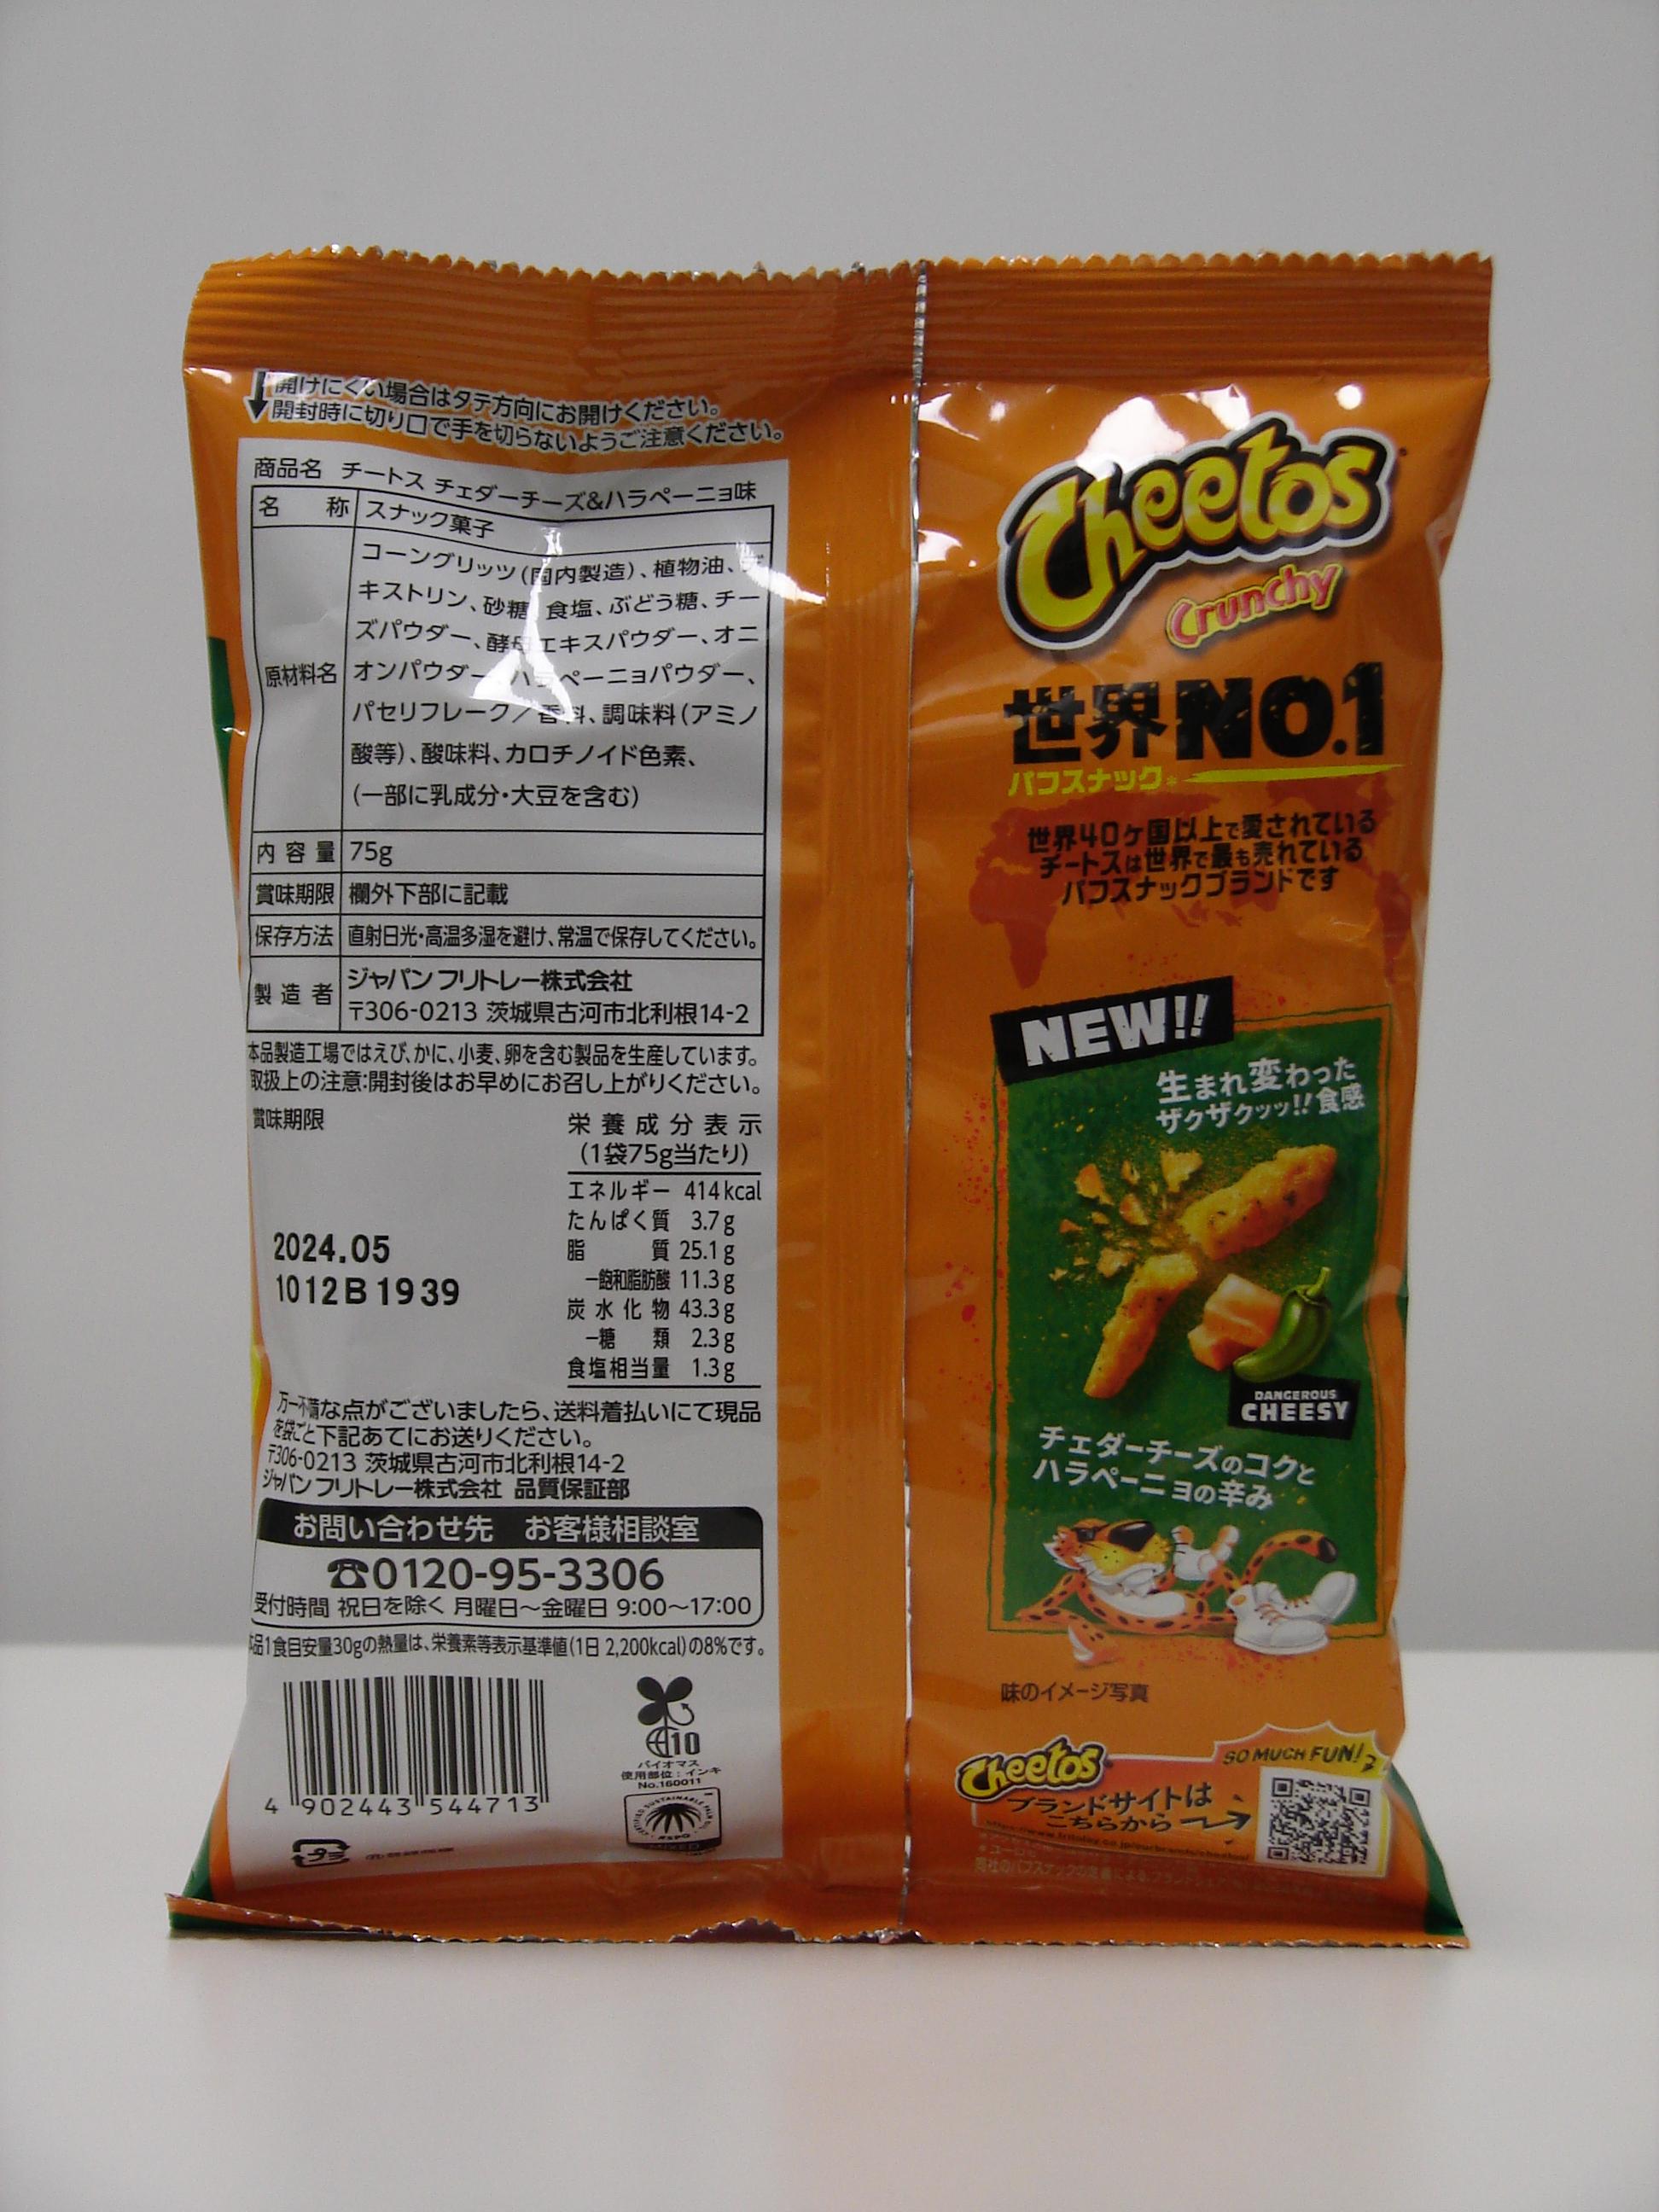 開けにくい場合はタテ方向にお開けください。
開封時に切り口で手を切らないようご注意ください。
商品名 チートス チェダーチーズ&ハラペーニョ味
名 称 スナック菓子
原材料名
コーングリッツ(国内製造)、植物油、デ
キストリン、砂糖、食塩、ぶどう糖、チー
ズパウダー、酵母エキスパウダー、オニ
オンパウダー、ハラペーニョパウダー、
パセリフレーク/香料、調味料(アミノ
酸等)、酸味料、カロチノイド色素、
(一部に乳成分・大豆を含む)
内容量 75g
賞味期限 欄外下部に記載
保存方法 直射日光・高温多湿を避け、常温で保存してください。
製造者 ジャパン フリトレー株式会社
〒306-0213 茨城県古河市北利根14-2
本品製造工場ではえび、かに、小麦、卵を含む製品を生産しています。
取扱上の注意:開封後はお早めにお召し上がりください。
賞味期限
2024.05
1012B1939
栄養成分表示
(1袋75g当たり)
エネルギー 414kcal
たんぱく質 3.7g
脂質 25.1g
ー飽和脂肪酸 11.3g
炭水化物 43.3g
ー糖類 2.3g
食塩相当量 1.3g
万一不備な点がございましたら、送料着払いにて現品
を袋ごと下記あてにお送りください。
〒306-0213 茨城県古河市北利根14-2
ジャパン フリトレー株式会社 品質保証部
お問い合わせ先 お客様相談室
☎0120-95-3306
受付時間 祝日を除く 月曜日〜金曜日 9:00〜17:00
本品1食目安量30gの熱量は、栄養素等表示基準値(1日 2,200kcal)の8%です。
4 902443 544713
10
バイオマス
使用部位:インキ
No.160011
CERTIFIED SUSTAINABLE PALM OIL
RSPO
プラ
Cheetos
Crunchy
世界NO.1
パフスナック※
世界40ヶ国以上で愛されている
チートスは世界で最も売れている
パフスナックブランドです
NEW!!
生まれ変わった
ザクザクッッ!!食感
DANGEROUS
CHEESY
チェダーチーズのコクと
ハラペーニョの辛み
味のイメージ写真
Cheetos
SO MUCH FUN!
ブランドサイトは
こちらから